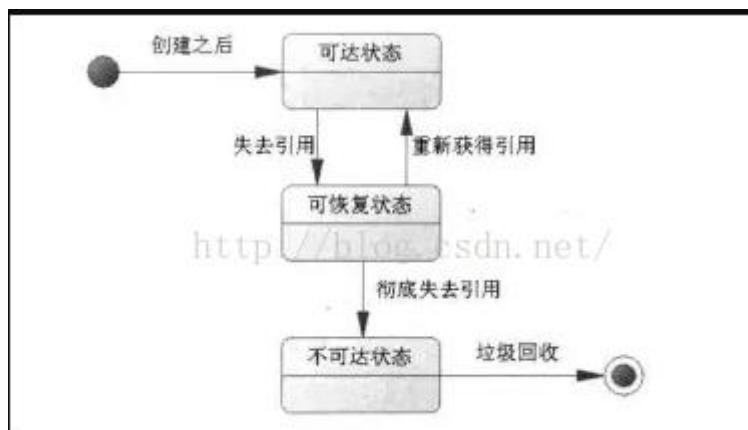 创建之后
可达状态
失去引用
重新获得引用
可恢复状态
http://blog.csdn.net/
彻底失去引用
不可达状态
垃圾回收